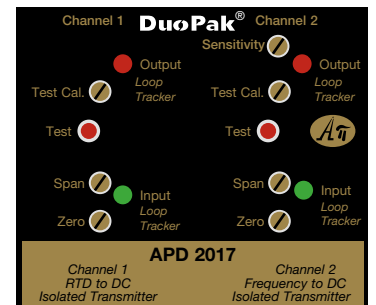 Channel 1 DuoPak® Channel 2
Sensitivity
Output Output
Loop Loop
Test Cal. Tracker Test Cal. Tracker
Test Test Aπ
Span Span
Input Input
Loop Loop
Zero Tracker Zero Tracker
APD 2017
Channel 1 Channel 2
RTD to DC Frequency to DC
Isolated Transmitter Isolated Transmitter